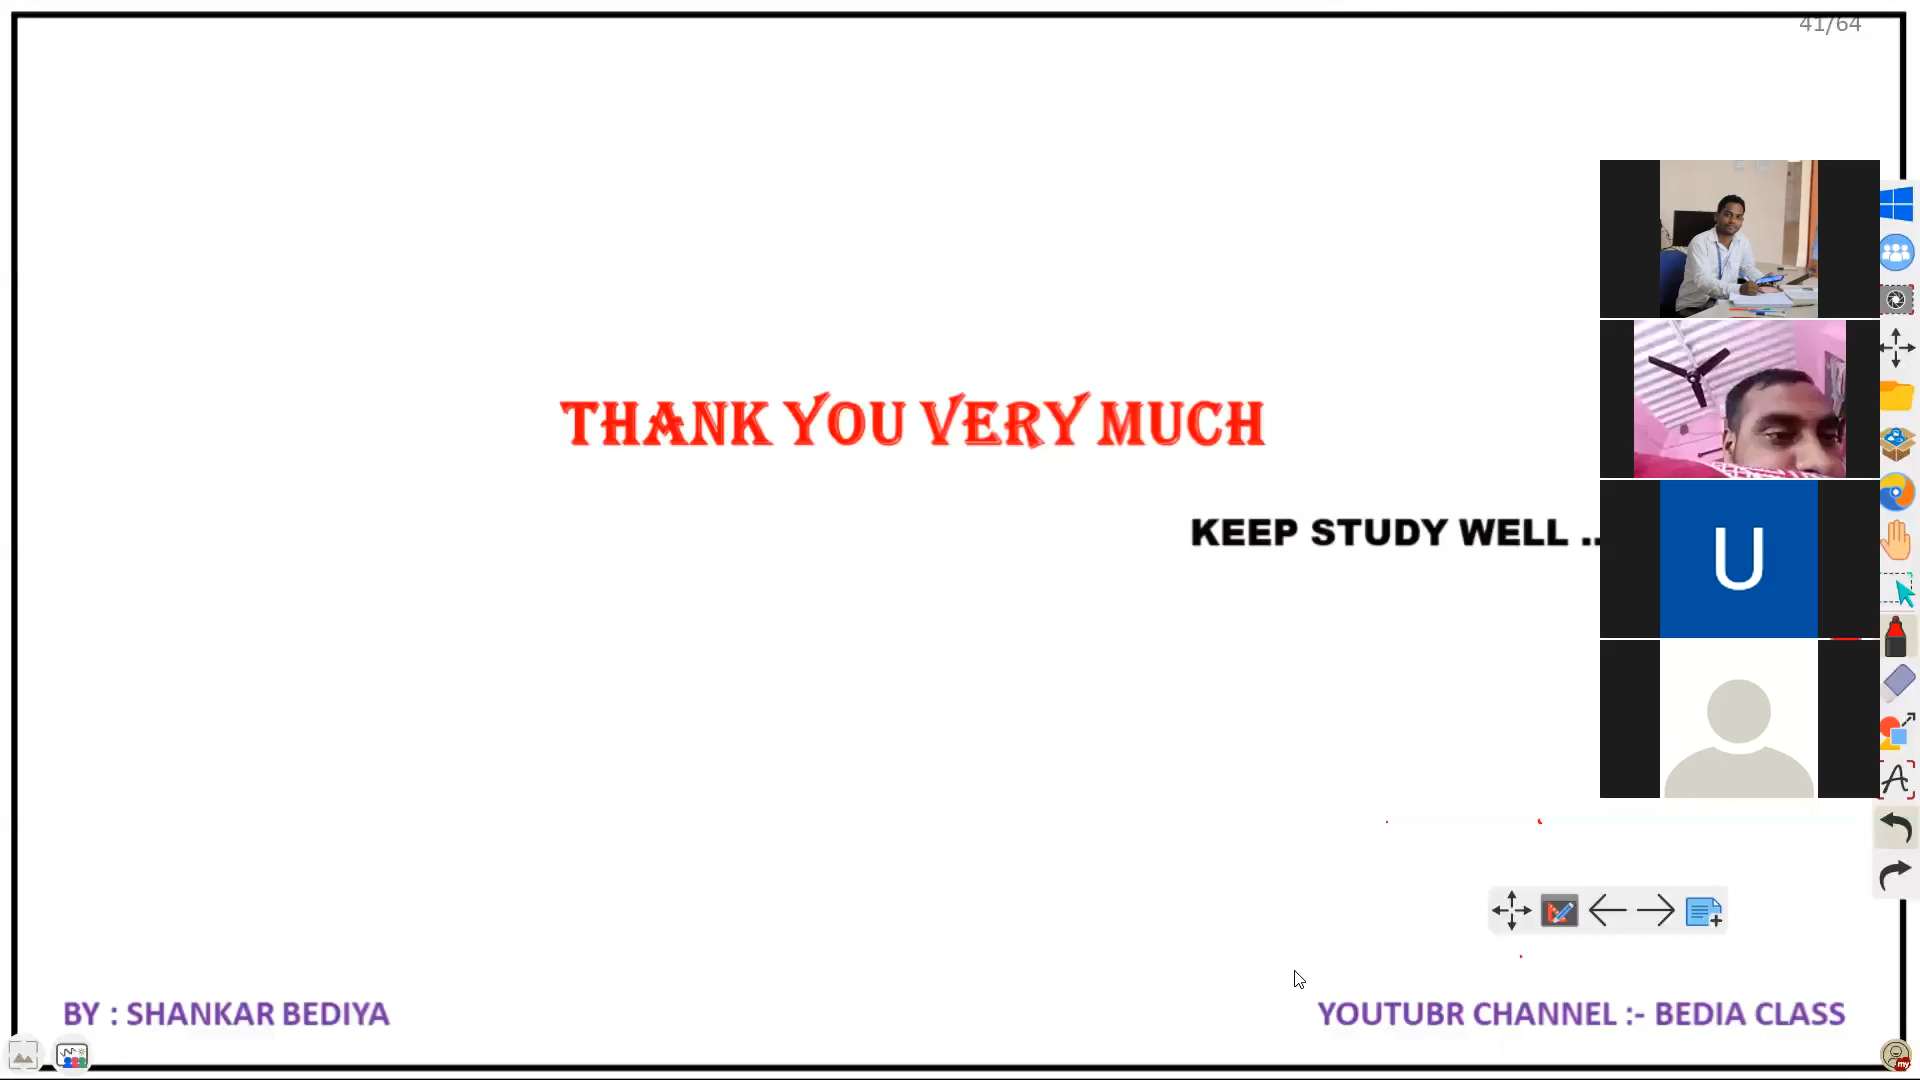 41/64
THANK YOU VERY MUCH
KEEP STUDY WELL ..
U
BY : SHANKAR BEDIYA
YOUTUBR CHANNEL :- BEDIA CLASS